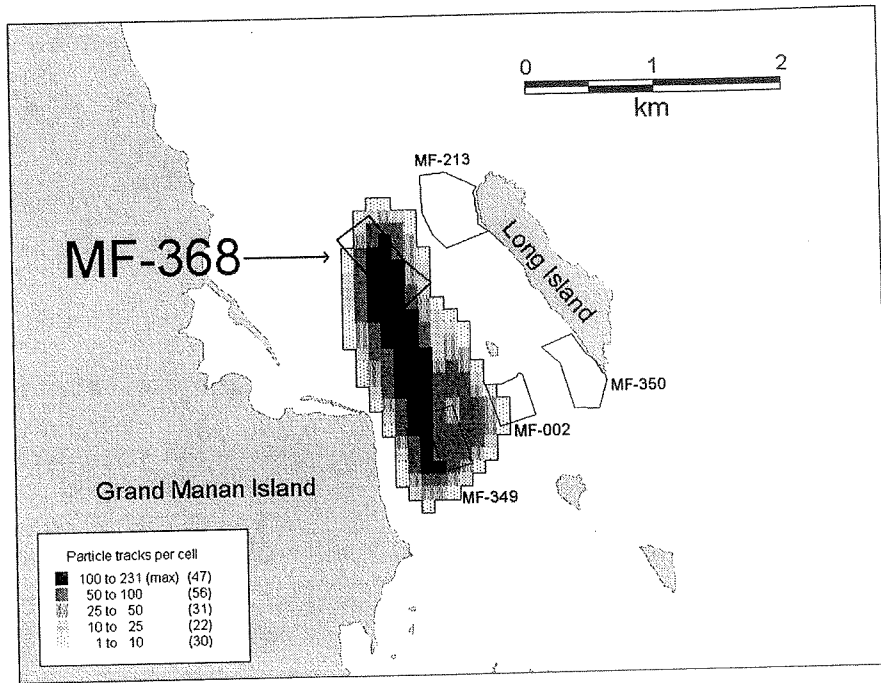 0 1 2
km
MF-213
Long Island
MF-368
MF-350
MF-002
Grand Manan Island
MF-349
Particle tracks per cell
100 to 231 (max) (47)
50 to 100 (56)
25 to 50 (31)
10 to 25 (22)
1 to 10 (30)